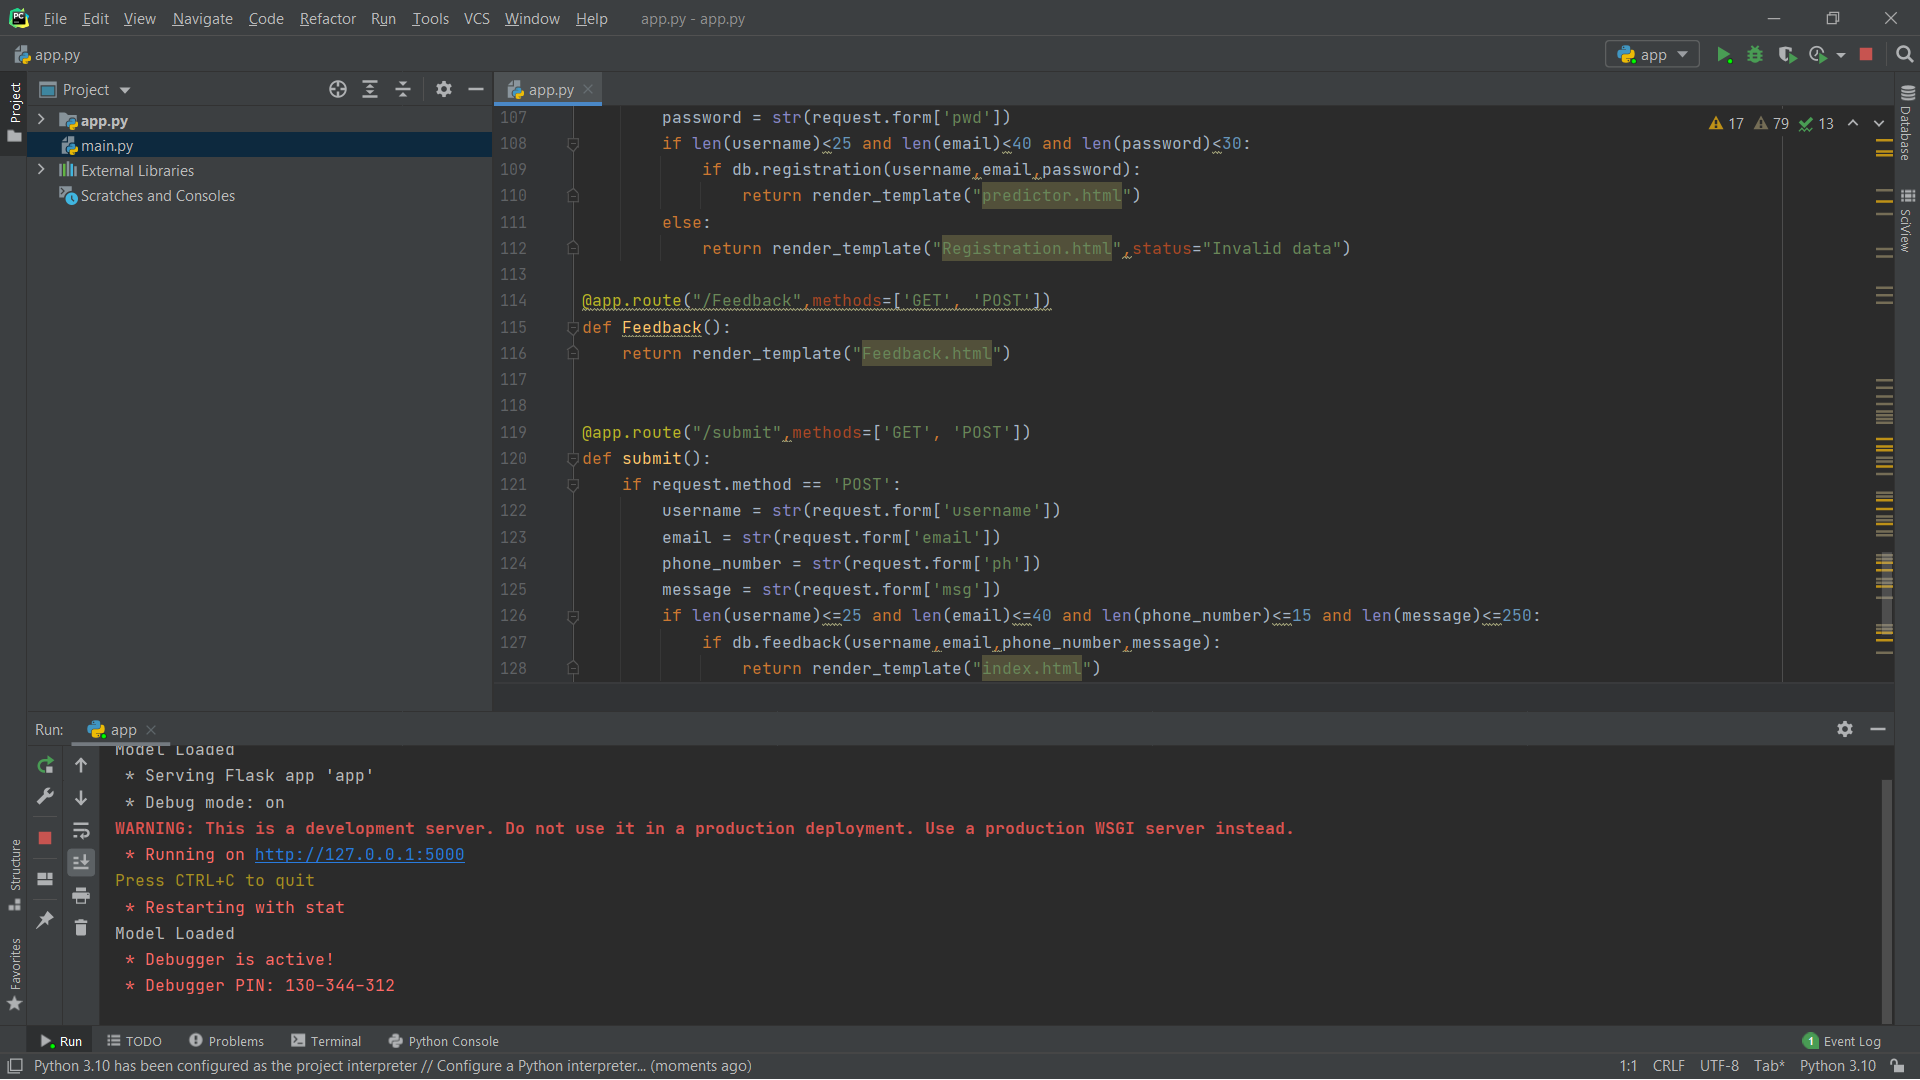 PC File Edit View Navigate Code Refactor Run Tools VCS Window Help app.py - app.py
app.py
app
Project
Project
app.py
app.py
main.py
External Libraries
Scratches and Consoles
17 79 13
Database
SciView
107 password = str(request.form['pwd'])
108 if len(username)<25 and len(email)<40 and len(password)<30:
109 if db.registration(username,email,password):
110 return render_template("predictor.html")
111 else:
112 return render_template("Registration.html",status="Invalid data")
113
114 @app.route("/Feedback",methods=['GET', 'POST'])
115 def Feedback():
116 return render_template("Feedback.html")
117
118
119 @app.route("/submit",methods=['GET', 'POST'])
120 def submit():
121 if request.method == 'POST':
122 username = str(request.form['username'])
123 email = str(request.form['email'])
124 phone_number = str(request.form['ph'])
125 message = str(request.form['msg'])
126 if len(username)<=25 and len(email)<=40 and len(phone_number)<=15 and len(message)<=250:
127 if db.feedback(username,email,phone_number,message):
128 return render_template("index.html")
Run: app
Model Loaded
* Serving Flask app 'app'
* Debug mode: on
WARNING: This is a development server. Do not use it in a production deployment. Use a production WSGI server instead.
* Running on http://127.0.0.1:5000
Press CTRL+C to quit
* Restarting with stat
Model Loaded
* Debugger is active!
* Debugger PIN: 130-344-312
Structure
Favorites
Run TODO Problems Terminal Python Console 1 Event Log
Python 3.10 has been configured as the project interpreter // Configure a Python interpreter... (moments ago) 1:1 CRLF UTF-8 Tab* Python 3.10